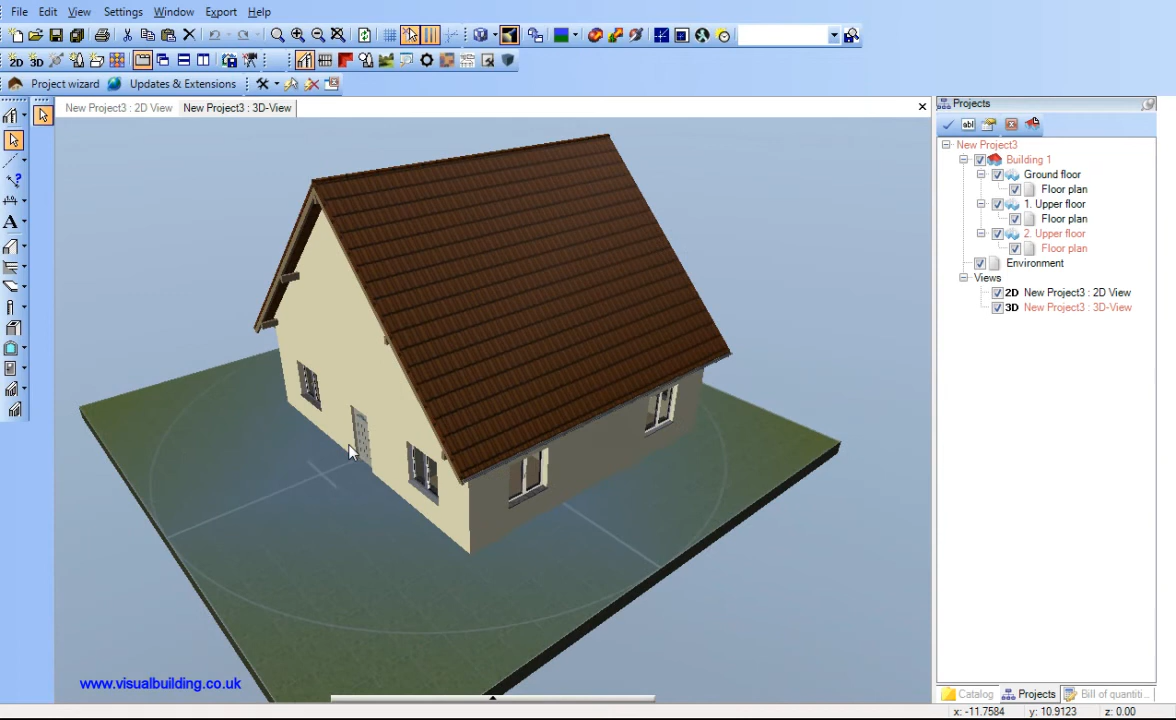 File Edit View Settings Window Export Help
2D 3D
Project wizard Updates & Extensions
New Project3 : 2D View New Project3 : 3D-View
Projects
abl
New Project3
Building 1
Ground floor
Floor plan
1. Upper floor
Floor plan
2. Upper floor
Floor plan
Environment
Views
2D New Project3 : 2D View
3D New Project3 : 3D-View
A
www.visualbuilding.co.uk
Catalog Projects Bill of quantiti...
x: -11.7584 y: 10.9123 z: 0.00